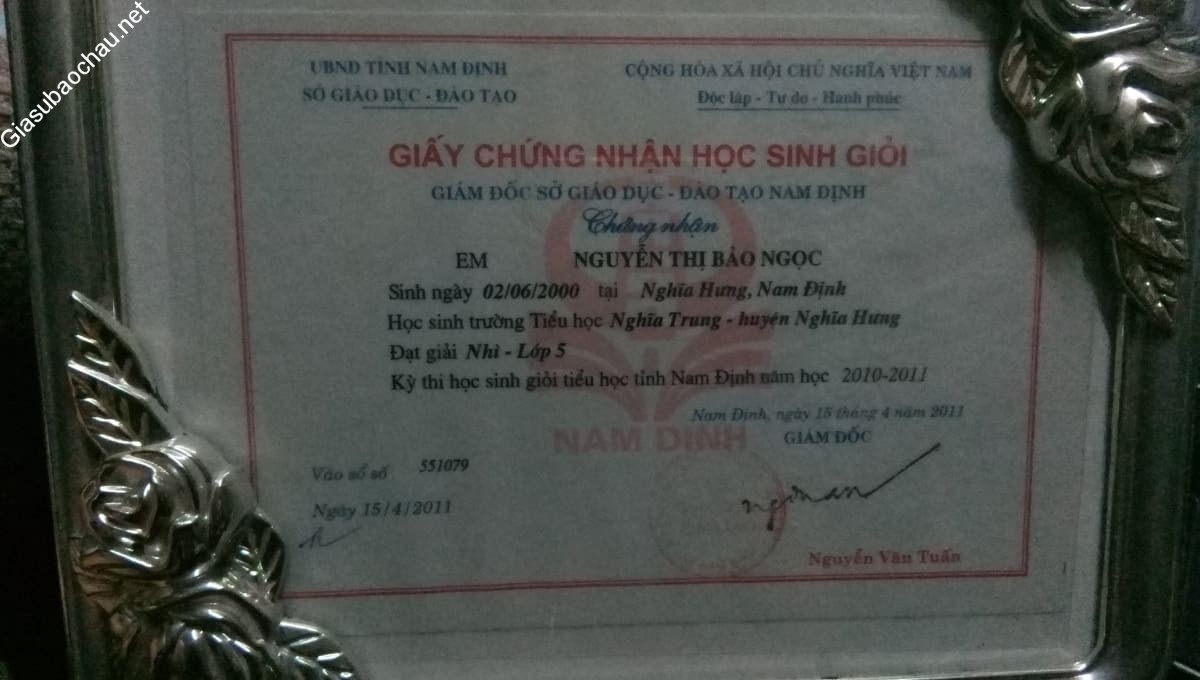 Giasubaochau.net
UBND TỈNH NAM ĐỊNH
SỞ GIÁO DỤC - ĐÀO TẠO
CỘNG HÒA XÃ HỘI CHỦ NGHĨA VIỆT NAM
Độc lập - Tự do - Hạnh phúc
GIẤY CHỨNG NHẬN HỌC SINH GIỎI
GIÁM ĐỐC SỞ GIÁO DỤC - ĐÀO TẠO NAM ĐỊNH
Chứng nhận
EM NGUYỄN THỊ BẢO NGỌC
Sinh ngày 02/06/2000 tại Nghĩa Hưng, Nam Định
Học sinh trường Tiểu học Nghĩa Trung - huyện Nghĩa Hưng
Đạt giải Nhì - Lớp 5
Kỳ thi học sinh giỏi tiểu học tỉnh Nam Định năm học 2010-2011
Nam Định, ngày 15 tháng 4 năm 2011
GIÁM ĐỐC
NAM ĐỊNH
Vào sổ số 551079
Ngày 15/4/2011
Nguyễn Văn Tuấn